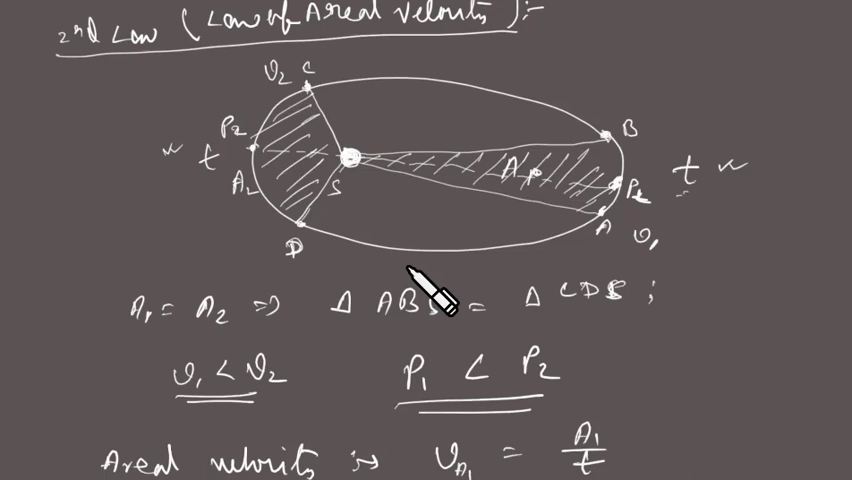 2nd Law (Law of Areal velocity) :-
v2 C
P2
B
t
A2
S
A1
P1
t
A
v1
D
A1 = A2 => Δ ABS = Δ CDS ;
v1 < v2
P1 < P2
Areal velocity is vA1 = A1/t